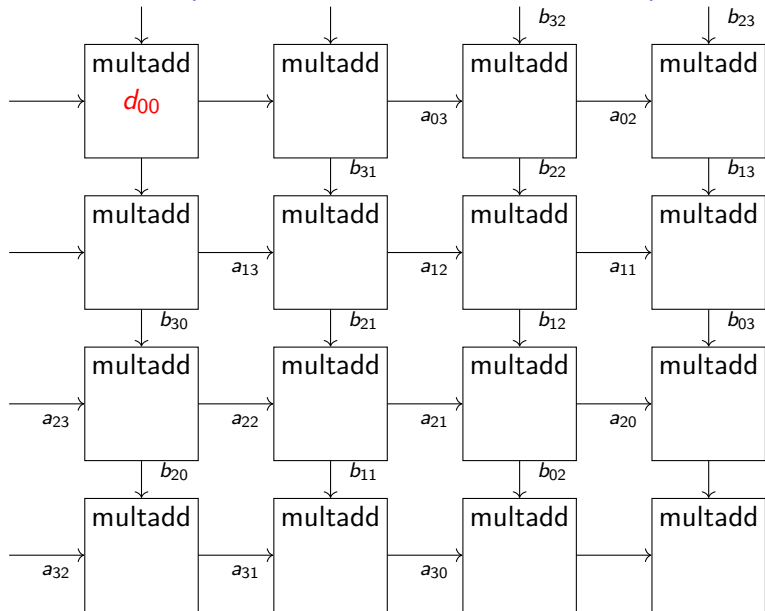 b32 b23
multadd multadd multadd multadd
d00
a03 a02
b31 b22 b13
multadd multadd multadd multadd
a13 a12 a11
b30 b21 b12 b03
multadd multadd multadd multadd
a23 a22 a21 a20
b20 b11 b02
multadd multadd multadd multadd
a32 a31 a30